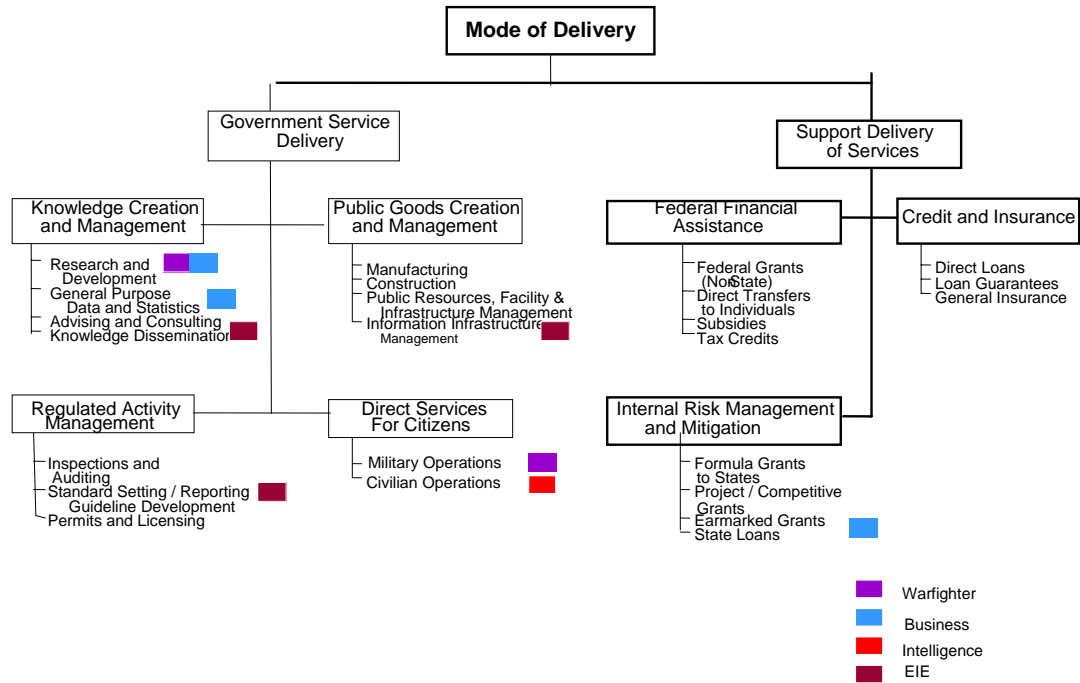 Mode of Delivery
Government Service
Delivery
Support Delivery
of Services
Knowledge Creation
and Management
Public Goods Creation
and Management
Federal Financial
Assistance
Credit and Insurance
Research and
Development
General Purpose
Data and Statistics
Advising and Consulting
Knowledge Dissemination
Manufacturing
Construction
Public Resources, Facility &
Infrastructure Management
Information Infrastructure
Management
Federal Grants
(Non State)
Direct Transfers
to Individuals
Subsidies
Tax Credits
Direct Loans
Loan Guarantees
General Insurance
Regulated Activity
Management
Direct Services
For Citizens
Internal Risk Management
and Mitigation
Inspections and
Auditing
Standard Setting / Reporting
Guideline Development
Permits and Licensing
Military Operations
Civilian Operations
Formula Grants
to States
Project / Competitive
Grants
Earmarked Grants
State Loans
Warfighter
Business
Intelligence
EIE